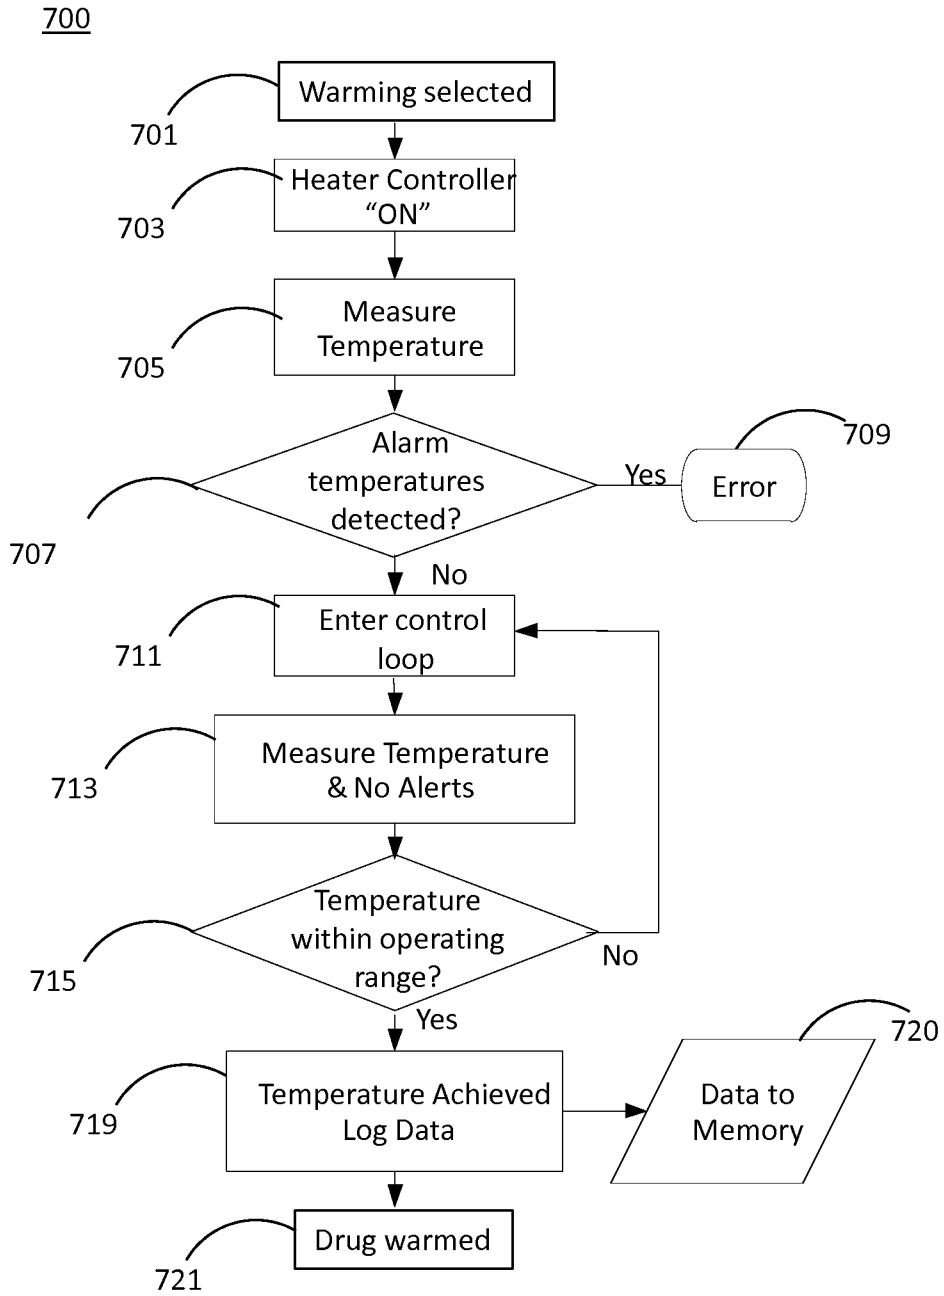 700
Warming selected
701
Heater Controller
“ON”
703
Measure
Temperature
705
Alarm
temperatures
detected?
707
Yes
Error
709
No
Enter control
loop
711
Measure Temperature
& No Alerts
713
Temperature
within operating
range?
715
No
Yes
Temperature Achieved
Log Data
719
Data to
Memory
720
Drug warmed
721